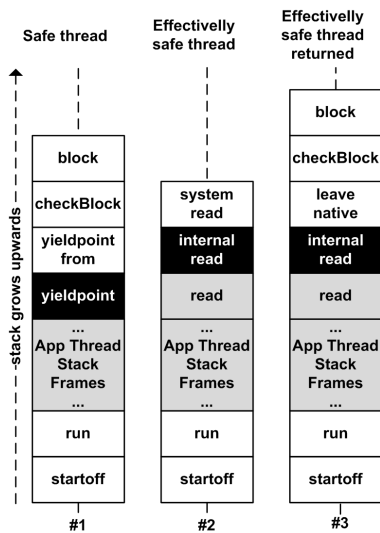 Safe thread
Effectivelly
safe thread
Effectivelly
safe thread
returned
stack grows upwards
block
checkBlock
yieldpoint
from
yieldpoint
...
App Thread
Stack
Frames
...
run
startoff
#1
system
read
internal
read
read
...
App Thread
Stack
Frames
...
run
startoff
#2
block
checkBlock
leave
native
internal
read
read
...
App Thread
Stack
Frames
...
run
startoff
#3